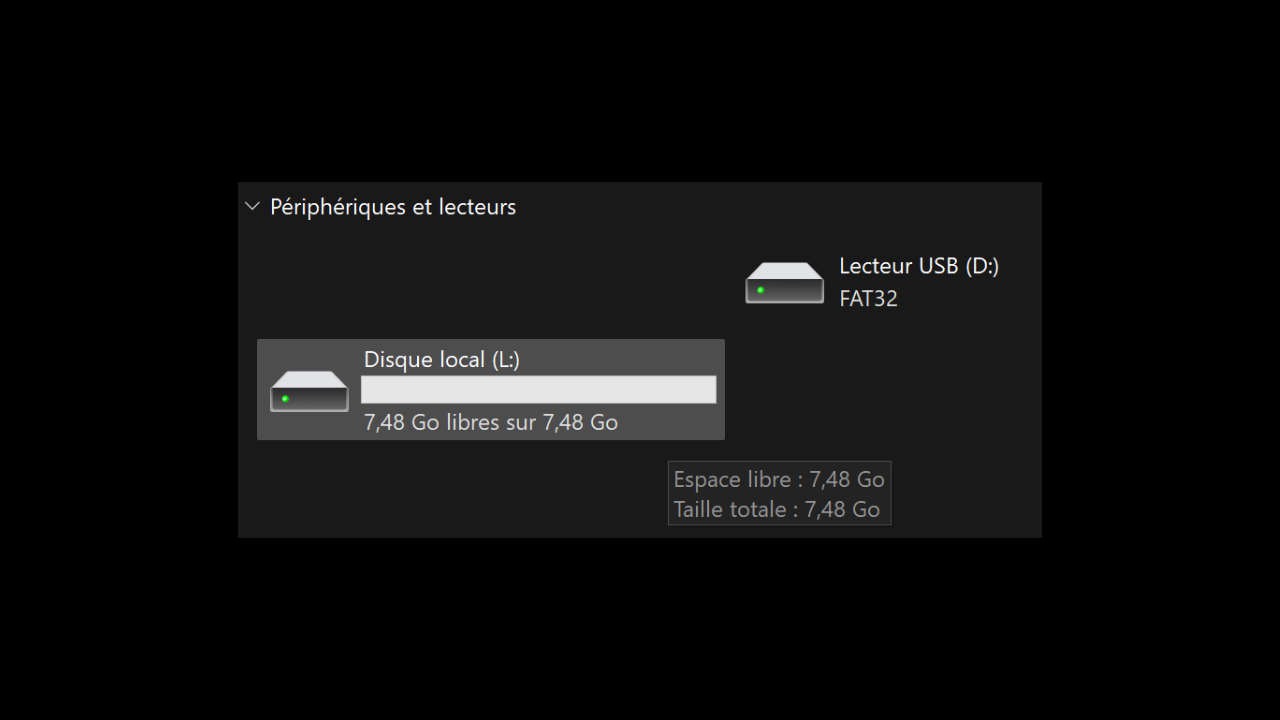 Périphériques et lecteurs
Lecteur USB (D:)
FAT32
Disque local (L:)
7,48 Go libres sur 7,48 Go
Espace libre : 7,48 Go
Taille totale : 7,48 Go